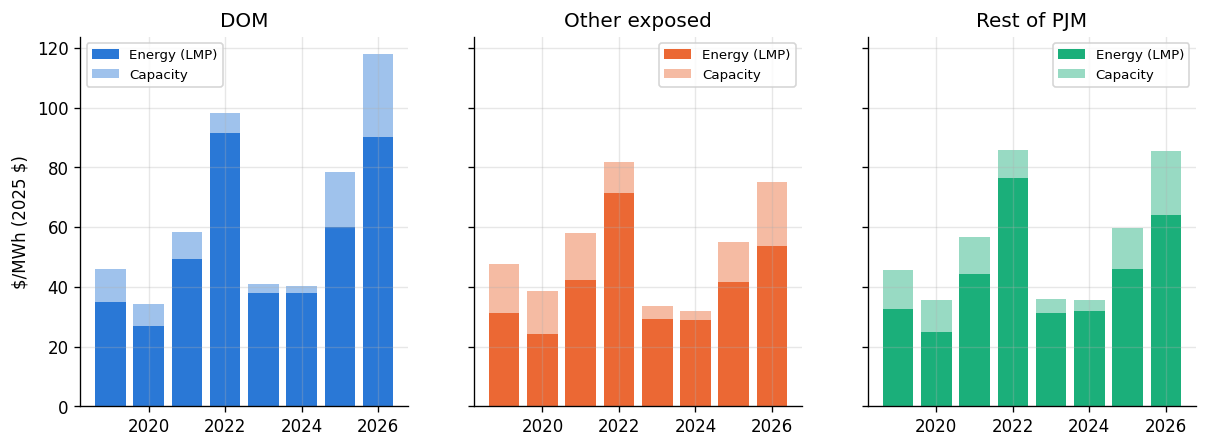 DOM
Other exposed
Rest of PJM
Energy (LMP)
Capacity
Energy (LMP)
Capacity
Energy (LMP)
Capacity
$/MWh (2025 $)
120
100
80
60
40
20
0
2020 2022 2024 2026
2020 2022 2024 2026
2020 2022 2024 2026